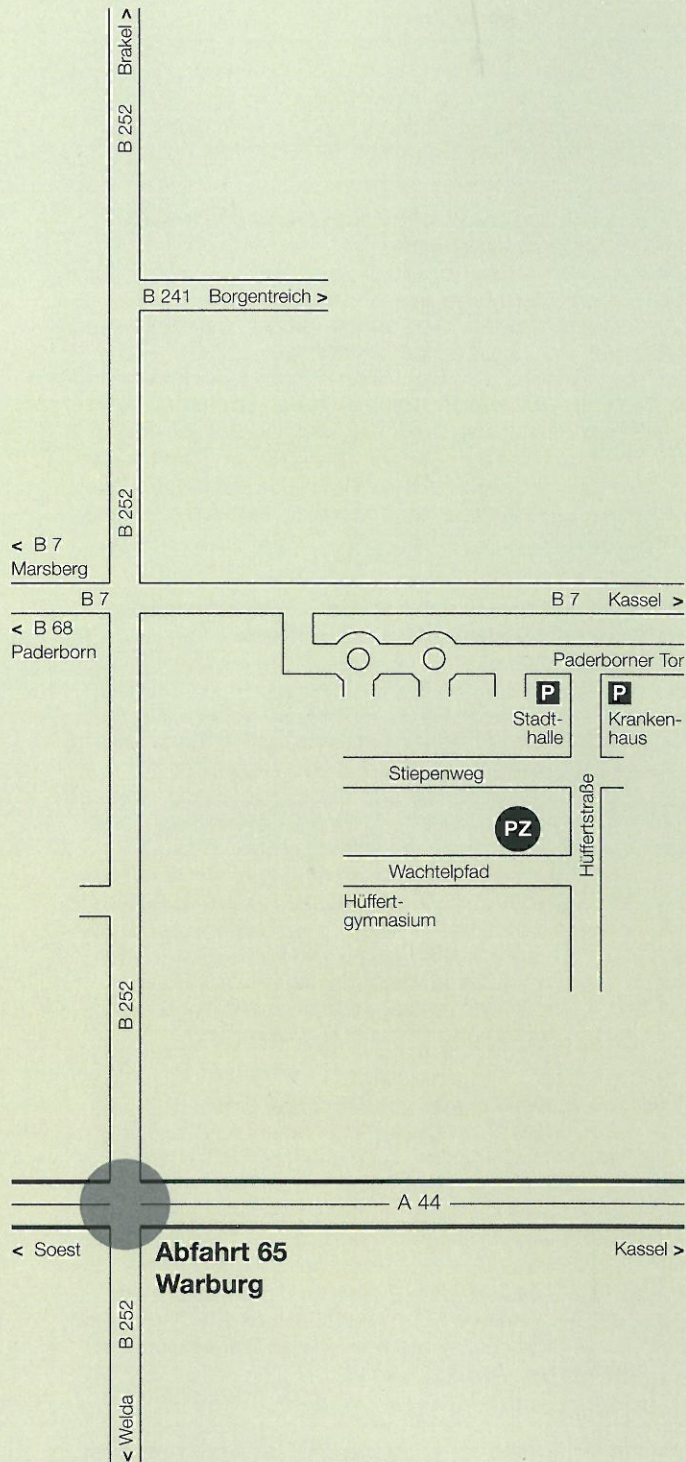 Brakel >
B 252
B 241 Borgentreich >
B 252
< B 7
Marsberg
B 7
B 7 Kassel >
< B 68
Paderborn
Paderborner Tor
P
P
Stadt-
halle
Kranken-
haus
Stiepenweg
Hüffertstraße
PZ
Wachtelpfad
Hüffert-
gymnasium
B 252
A 44
< Soest
Abfahrt 65
Warburg
Kassel >
B 252
< Welda